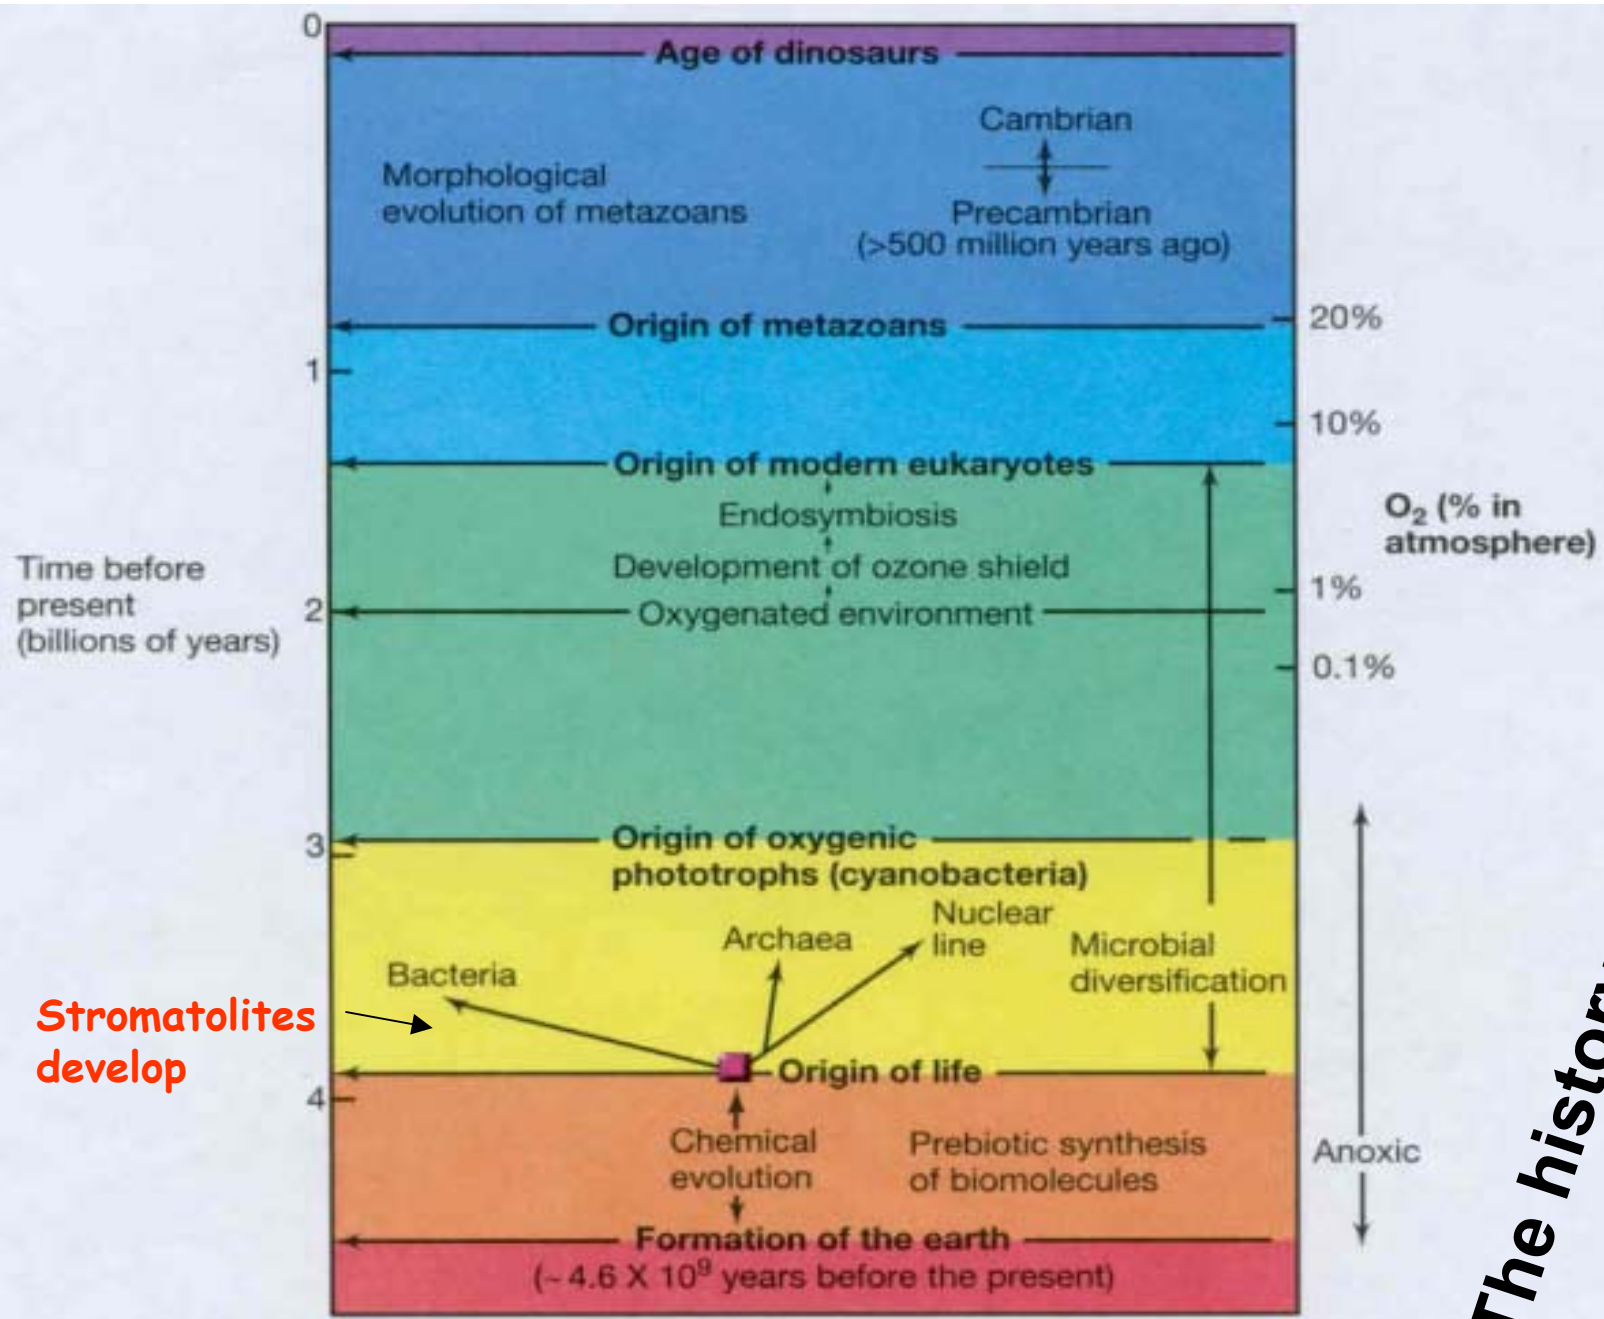 0
Age of dinosaurs
Cambrian
Morphological
evolution of metazoans
Precambrian
(>500 million years ago)
Origin of metazoans
20%
1
10%
Origin of modern eukaryotes
Endosymbiosis
O₂ (% in
atmosphere)
Development of ozone shield
1%
Time before
present
(billions of years)
2
Oxygenated environment
0.1%
3
Origin of oxygenic
phototrophs (cyanobacteria)
Nuclear
line
Archaea
Microbial
diversification
Bacteria
Stromatolites
develop
Origin of life
4
Chemical
evolution
Prebiotic synthesis
of biomolecules
Anoxic
Formation of the earth
(~ 4.6 X 10⁹ years before the present)
The history